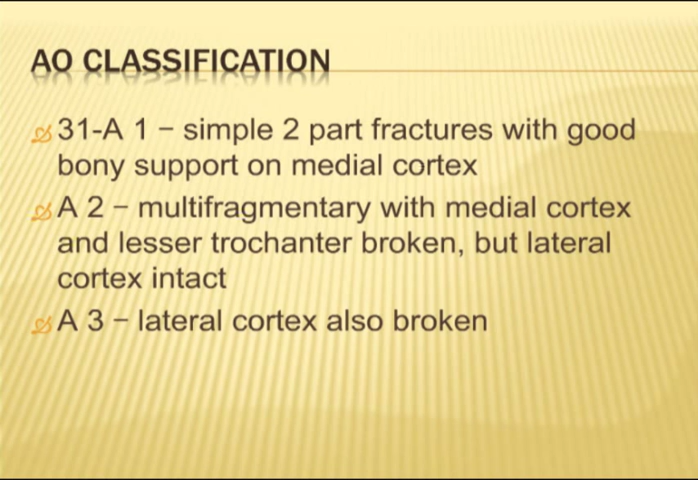 AO CLASSIFICATION
31-A 1 – simple 2 part fractures with good
bony support on medial cortex
A 2 – multifragmentary with medial cortex
and lesser trochanter broken, but lateral
cortex intact
A 3 – lateral cortex also broken